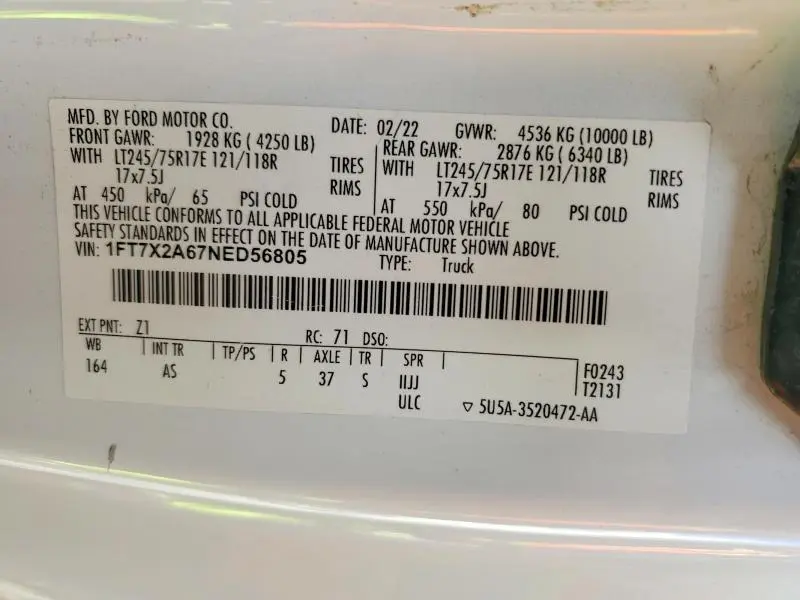 MFD. BY FORD MOTOR CO. DATE: 02/22 GVWR: 4536 KG (10000 LB)
FRONT GAWR: 1928 KG ( 4250 LB) REAR GAWR: 2876 KG ( 6340 LB)
WITH LT245/75R17E 121/118R TIRES WITH LT245/75R17E 121/118R TIRES
17x7.5J RIMS 17x7.5J RIMS
AT 450 kPa/ 65 PSI COLD AT 550 kPa/ 80 PSI COLD
THIS VEHICLE CONFORMS TO ALL APPLICABLE FEDERAL MOTOR VEHICLE
SAFETY STANDARDS IN EFFECT ON THE DATE OF MANUFACTURE SHOWN ABOVE.
VIN: 1FT7X2A67NED56805 TYPE: Truck
EXT PNT: Z1 RC: 71 DSO:
WB INT TR TP/PS R AXLE TR SPR F0243
164 AS 5 37 S IIJJ T2131
ULC ▽ 5U5A-3520472-AA